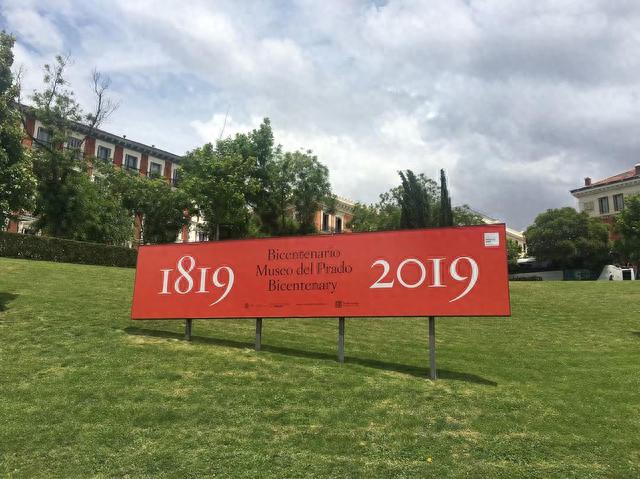 1819
Bicentenario
Museo del Prado
Bicentenary
2019